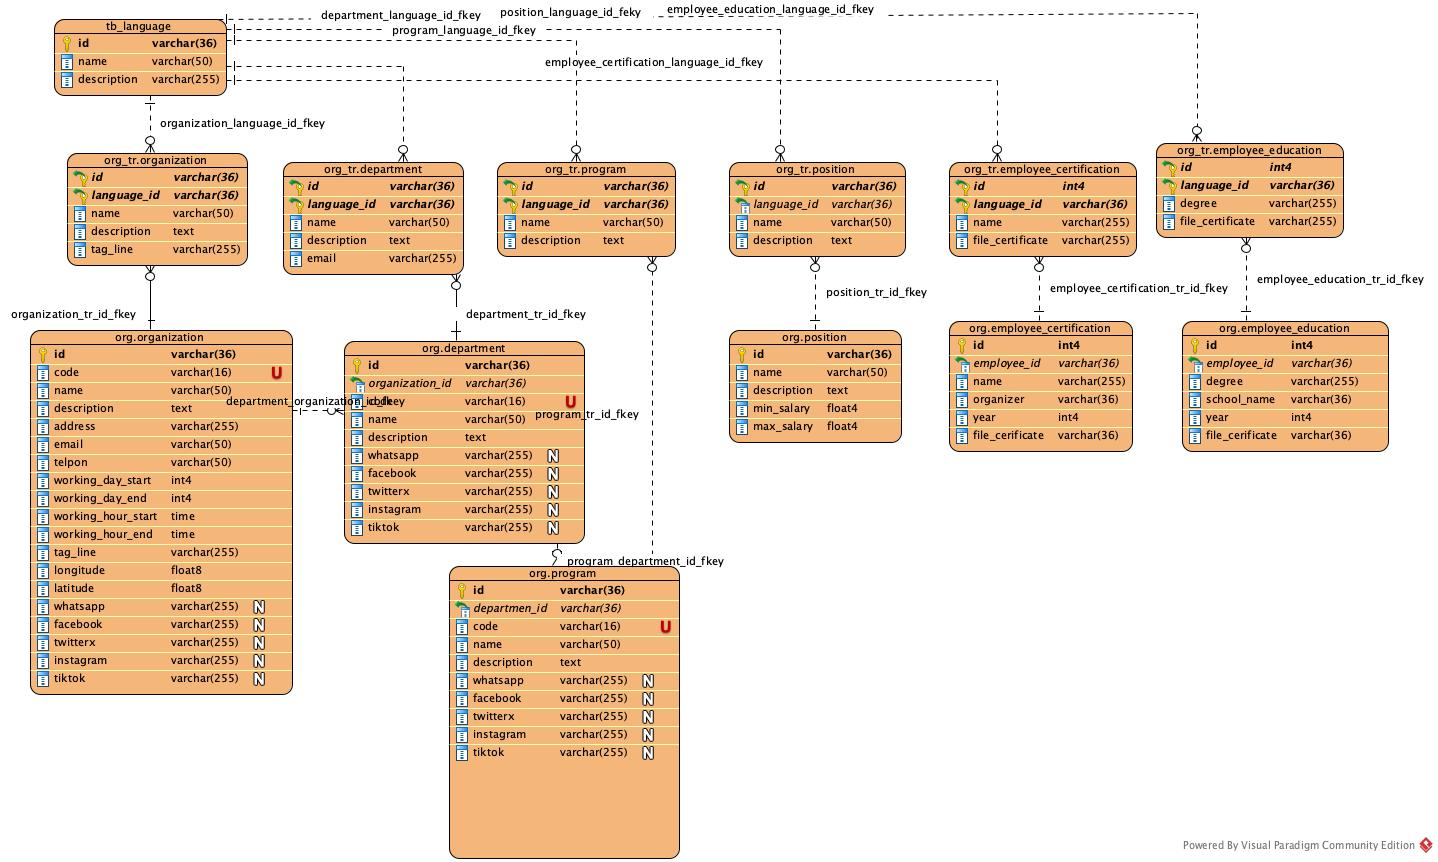 department_language_id_fkey
position_language_id_feky
employee_education_language_id_fkey
program_language_id_fkey
employee_certification_language_id_fkey
tb_language
id varchar(36)
name varchar(50)
description varchar(255)
organization_language_id_fkey
org_tr.organization
id varchar(36)
language_id varchar(36)
name varchar(50)
description text
tag_line varchar(255)
org_tr.department
id varchar(36)
language_id varchar(36)
name varchar(50)
description text
email varchar(255)
org_tr.program
id varchar(36)
language_id varchar(36)
name varchar(50)
description text
org_tr.position
id varchar(36)
language_id varchar(36)
name varchar(50)
description text
org_tr.employee_certification
id int4
language_id varchar(36)
name varchar(255)
file_certificate varchar(255)
org_tr.employee_education
id int4
language_id varchar(36)
degree varchar(255)
file_certificate varchar(255)
organization_tr_id_fkey
department_tr_id_fkey
position_tr_id_fkey
employee_certification_tr_id_fkey
employee_education_tr_id_fkey
org.organization
id varchar(36)
code varchar(16) U
name varchar(50)
description text
address varchar(255)
email varchar(50)
telpon varchar(50)
working_day_start int4
working_day_end int4
working_hour_start time
working_hour_end time
tag_line varchar(255)
longitude float8
latitude float8
whatsapp varchar(255) N
facebook varchar(255) N
twitterx varchar(255) N
instagram varchar(255) N
tiktok varchar(255) N
department_organization_id_fkey
org.department
id varchar(36)
organization_id varchar(36)
code varchar(16) U
name varchar(50)
description text
whatsapp varchar(255) N
facebook varchar(255) N
twitterx varchar(255) N
instagram varchar(255) N
tiktok varchar(255) N
program_tr_id_fkey
program_department_id_fkey
org.program
id varchar(36)
departmen_id varchar(36)
code varchar(16) U
name varchar(50)
description text
whatsapp varchar(255) N
facebook varchar(255) N
twitterx varchar(255) N
instagram varchar(255) N
tiktok varchar(255) N
org.position
id varchar(36)
name varchar(50)
description text
min_salary float4
max_salary float4
org.employee_certification
id int4
employee_id varchar(36)
name varchar(255)
organizer varchar(36)
year int4
file_cerificate varchar(36)
org.employee_education
id int4
employee_id varchar(36)
degree varchar(255)
school_name varchar(36)
year int4
file_cerificate varchar(36)
Powered By Visual Paradigm Community Edition